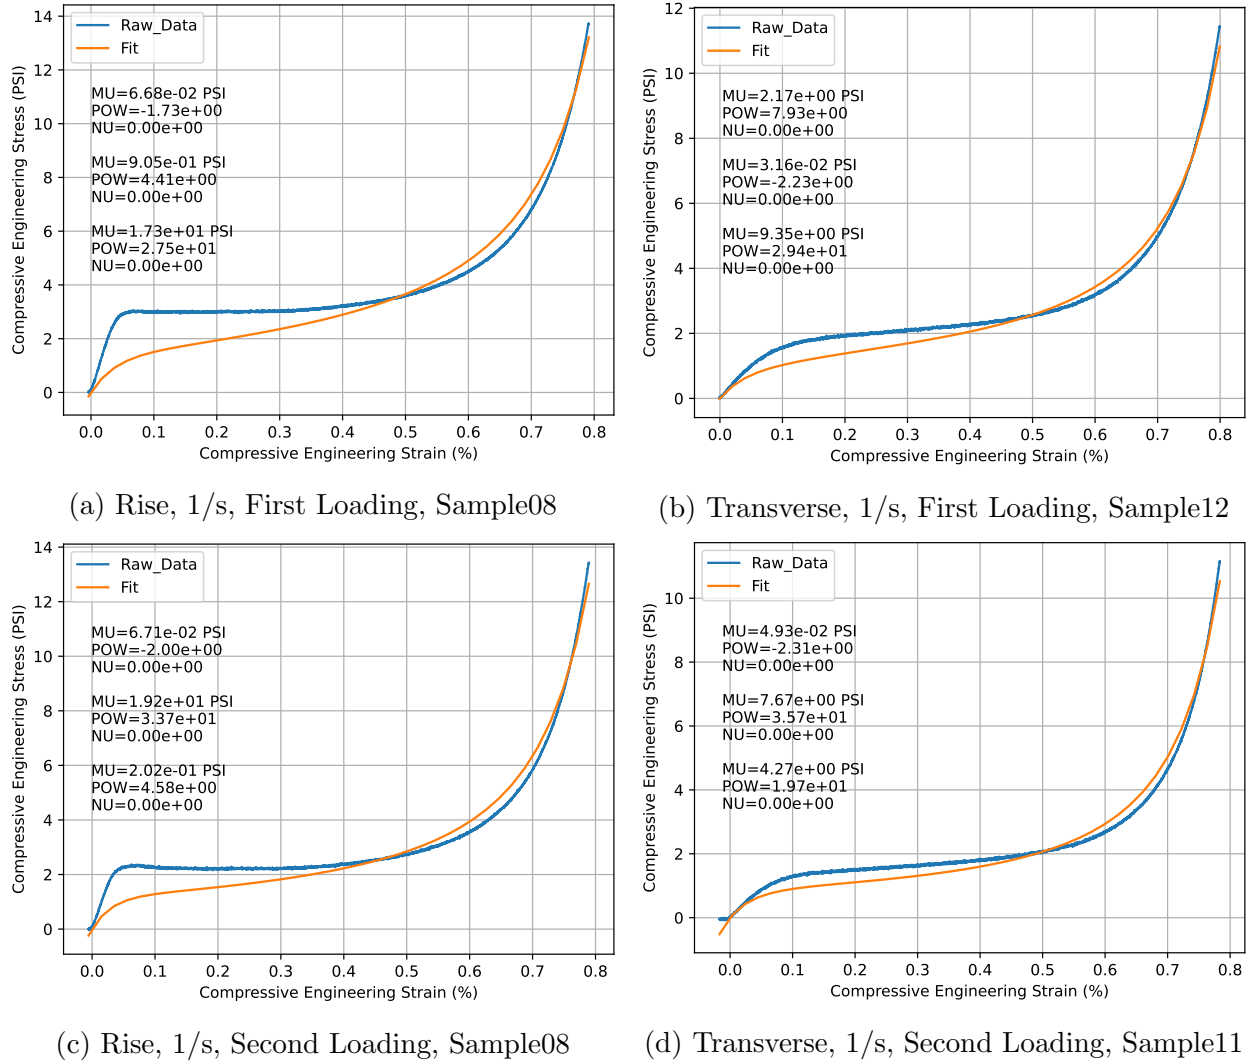 Raw_Data
Fit
MU=6.68e-02 PSI
POW=-1.73e+00
NU=0.00e+00
MU=9.05e-01 PSI
POW=4.41e+00
NU=0.00e+00
MU=1.73e+01 PSI
POW=2.75e+01
NU=0.00e+00
Compressive Engineering Stress (PSI)
14
12
10
8
6
4
2
0
0.0 0.1 0.2 0.3 0.4 0.5 0.6 0.7 0.8
Compressive Engineering Strain (%)
(a) Rise, 1/s, First Loading, Sample08
Raw_Data
Fit
MU=2.17e+00 PSI
POW=7.93e+00
NU=0.00e+00
MU=3.16e-02 PSI
POW=-2.23e+00
NU=0.00e+00
MU=9.35e+00 PSI
POW=2.94e+01
NU=0.00e+00
Compressive Engineering Stress (PSI)
12
10
8
6
4
2
0
0.0 0.1 0.2 0.3 0.4 0.5 0.6 0.7 0.8
Compressive Engineering Strain (%)
(b) Transverse, 1/s, First Loading, Sample12
Raw_Data
Fit
MU=6.71e-02 PSI
POW=-2.00e+00
NU=0.00e+00
MU=1.92e+01 PSI
POW=3.37e+01
NU=0.00e+00
MU=2.02e-01 PSI
POW=4.58e+00
NU=0.00e+00
Compressive Engineering Stress (PSI)
14
12
10
8
6
4
2
0
0.0 0.1 0.2 0.3 0.4 0.5 0.6 0.7 0.8
Compressive Engineering Strain (%)
(c) Rise, 1/s, Second Loading, Sample08
Raw_Data
Fit
MU=4.93e-02 PSI
POW=-2.31e+00
NU=0.00e+00
MU=7.67e+00 PSI
POW=3.57e+01
NU=0.00e+00
MU=4.27e+00 PSI
POW=1.97e+01
NU=0.00e+00
Compressive Engineering Stress (PSI)
10
8
6
4
2
0
0.0 0.1 0.2 0.3 0.4 0.5 0.6 0.7 0.8
Compressive Engineering Strain (%)
(d) Transverse, 1/s, Second Loading, Sample11